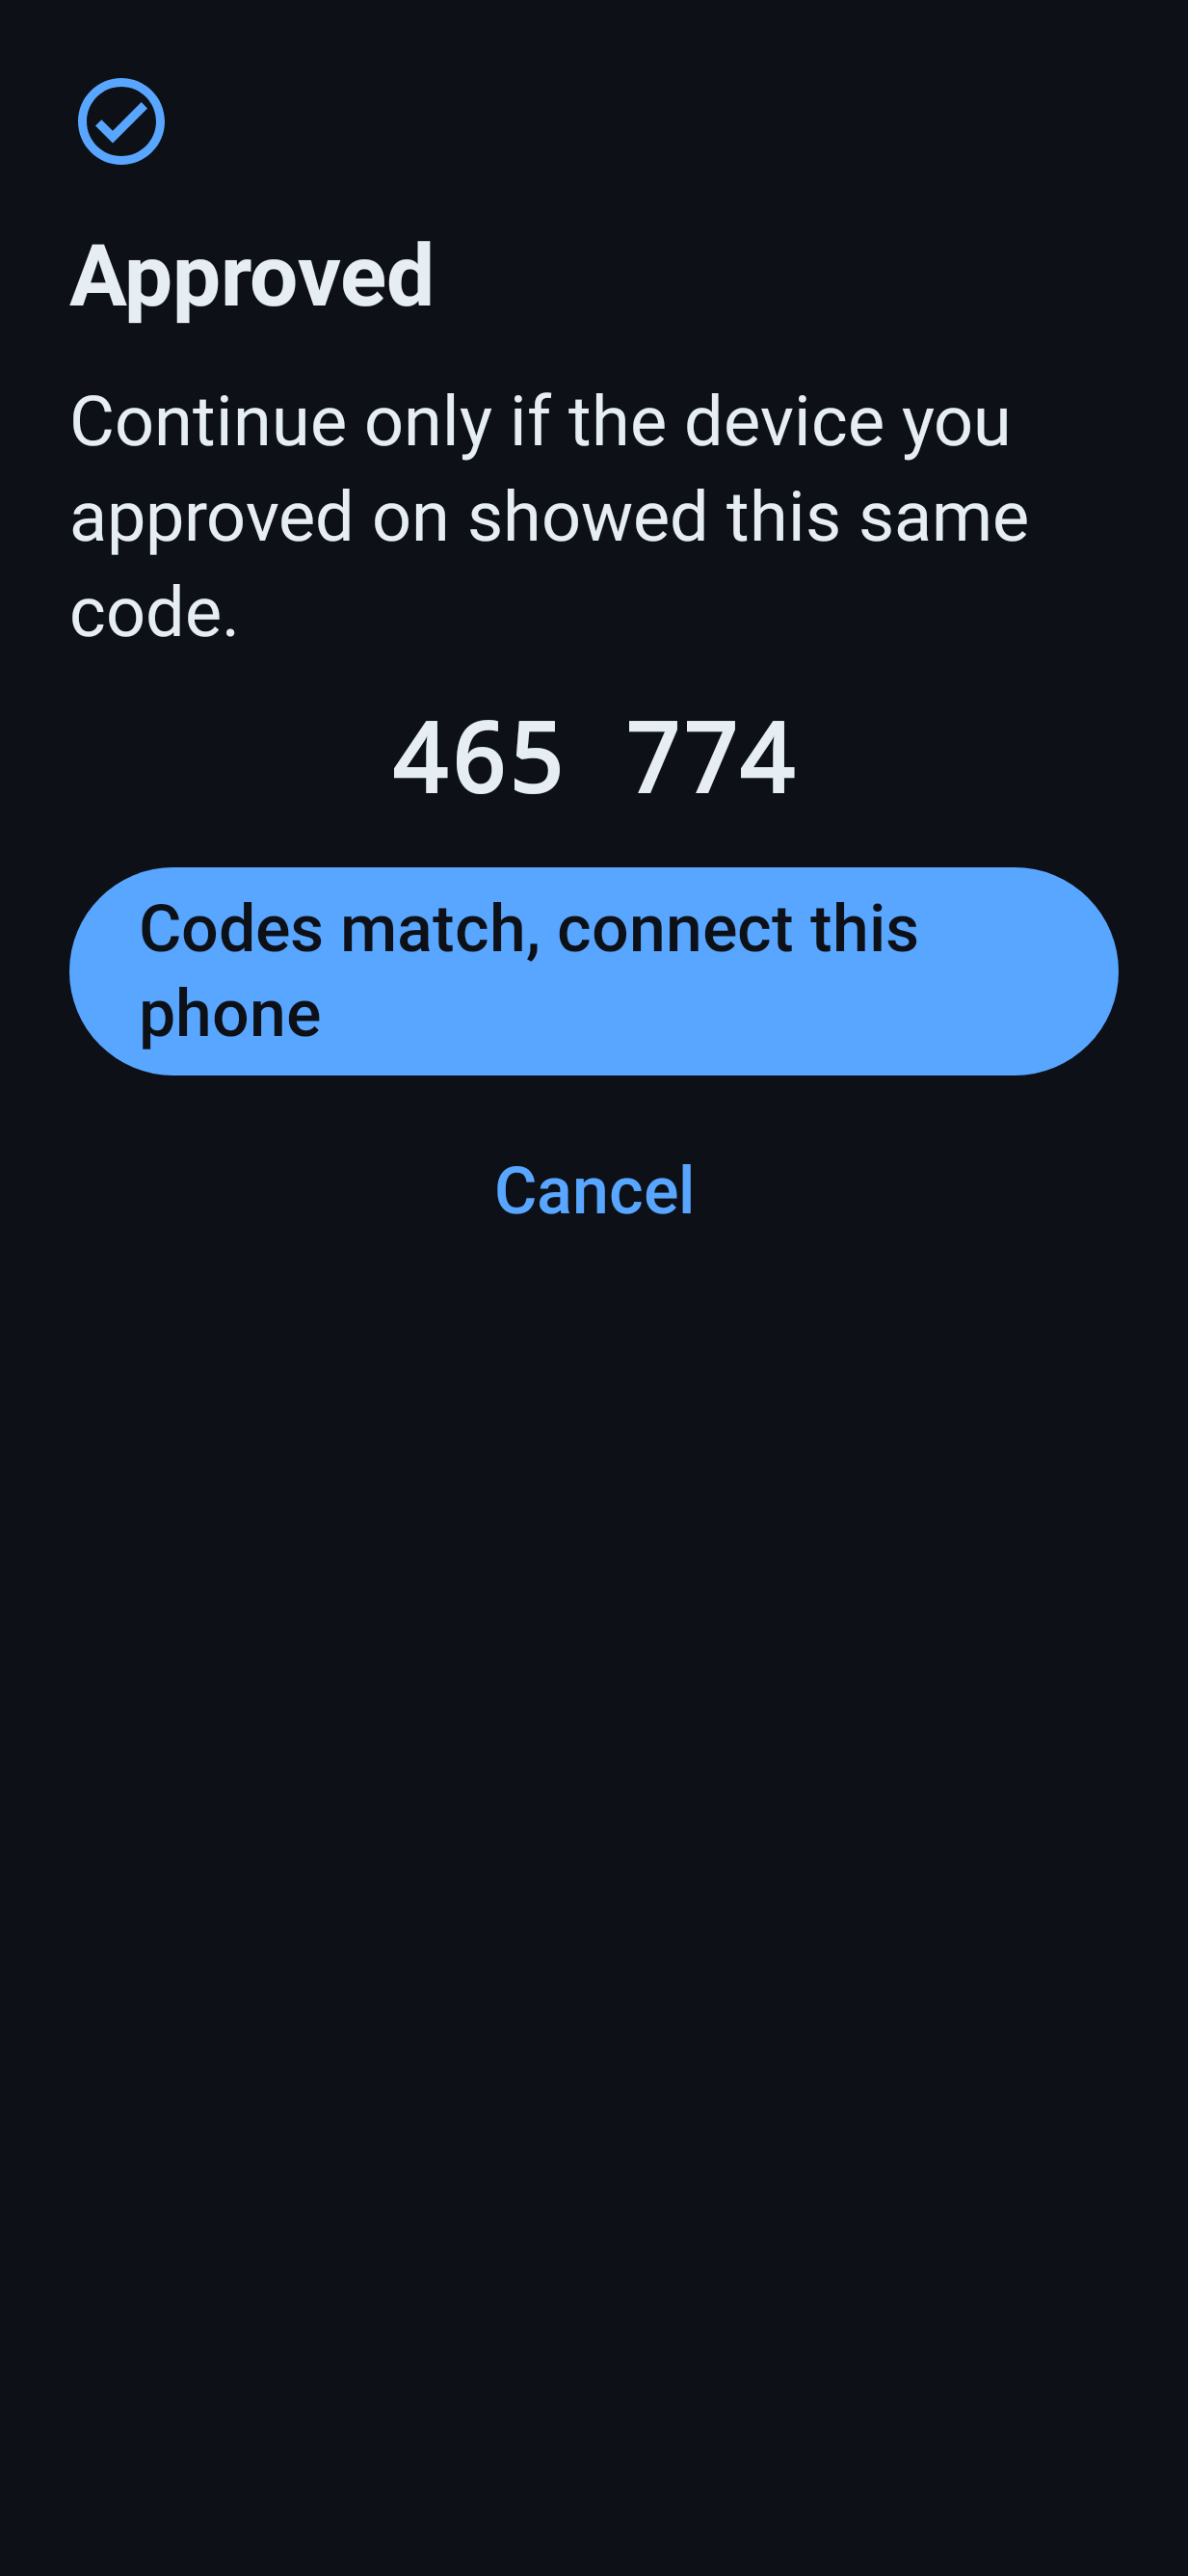 Approved
Continue only if the device you
approved on showed this same
code.
465 774
Codes match, connect this
phone
Cancel